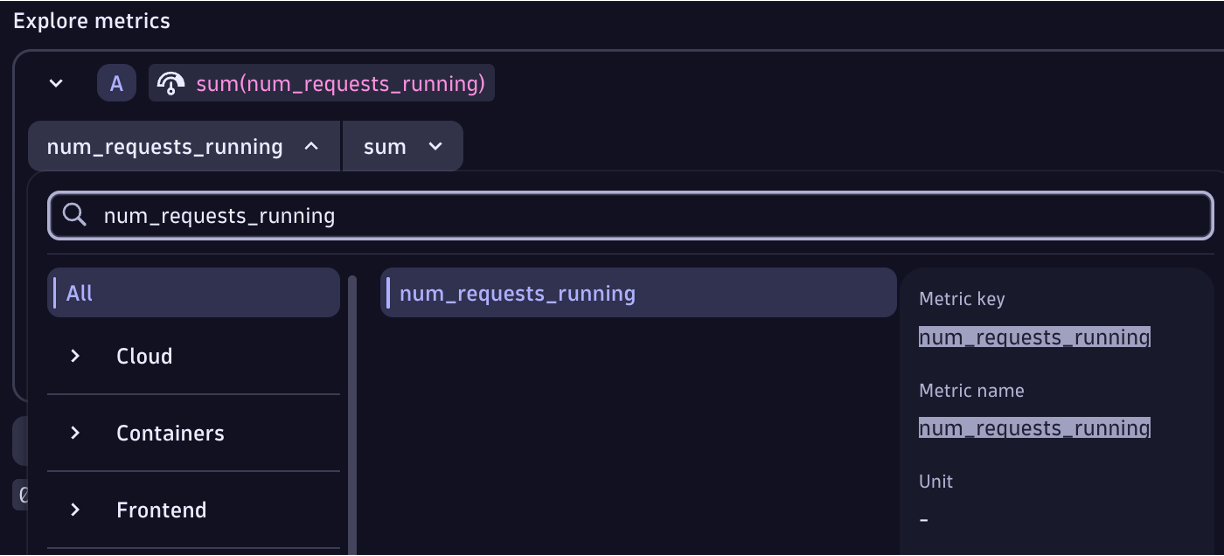 Explore metrics
A sum(num_requests_running)
num_requests_running sum
num_requests_running
All
Cloud
Containers
Frontend
num_requests_running
Metric key
num_requests_running
Metric name
num_requests_running
Unit
-